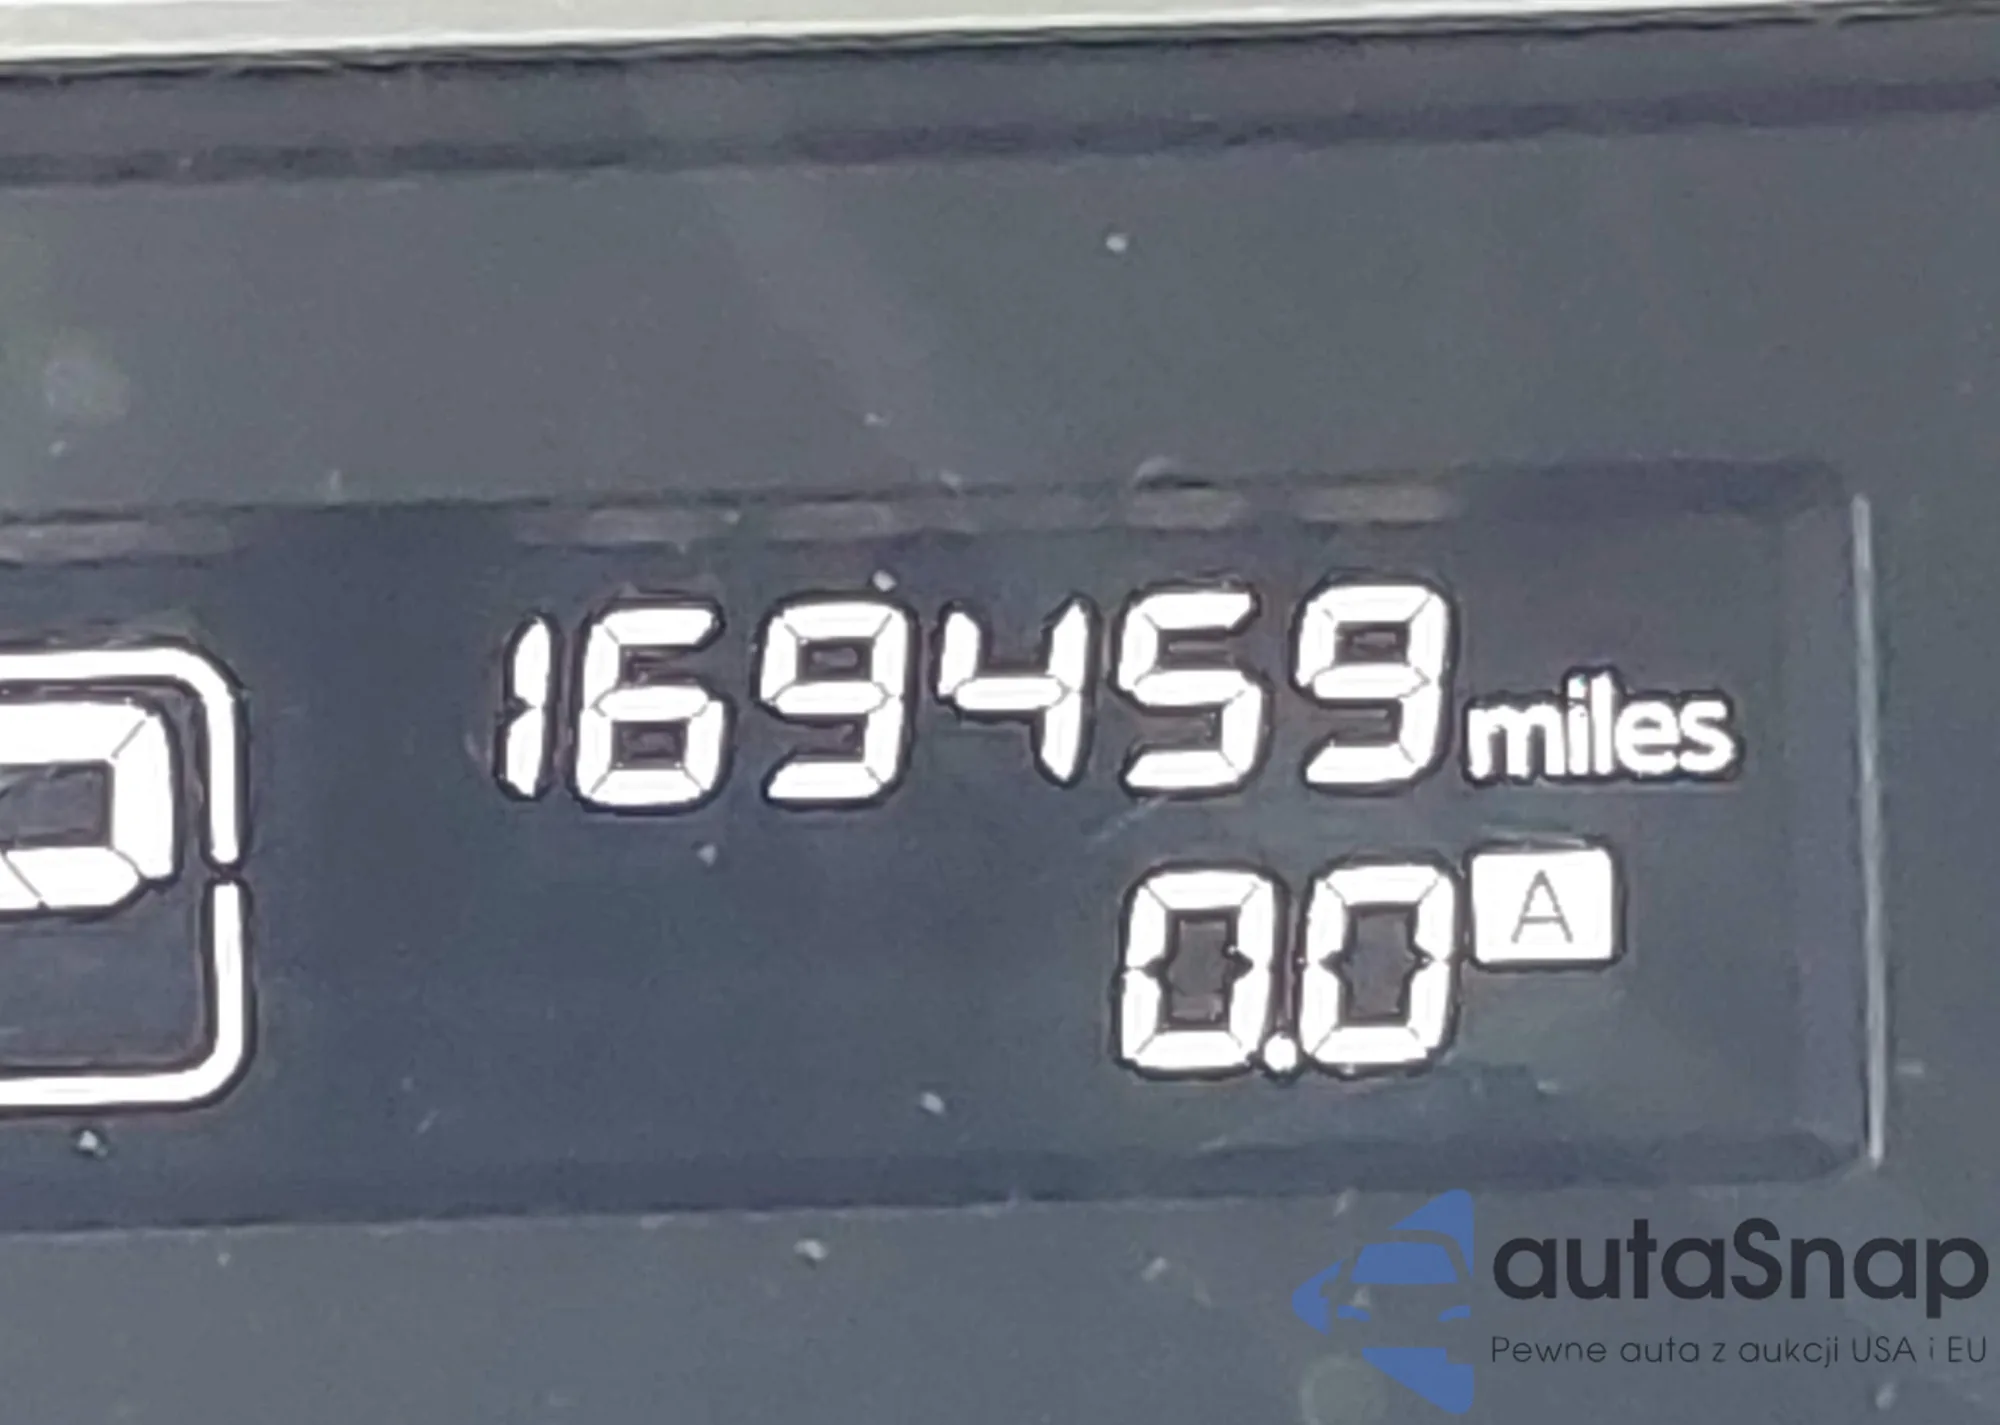 169459 miles
0.0 A
autaSnap
Pewne auta z aukcji USA i EU